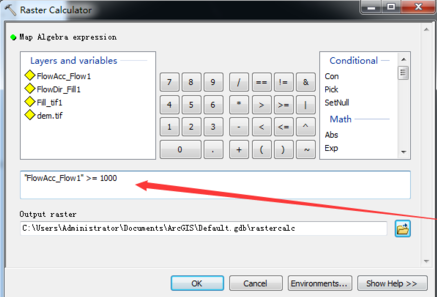 Raster Calculator
Map Algebra expression
Layers and variables
FlowAcc_Flow1
FlowDir_Fill1
Fill_tif1
dem.tif
7 8 9 / == != &
4 5 6 * > >= |
1 2 3 - < <= ^
0 . + ( ) ~
Conditional
Con
Pick
SetNull
Math
Abs
Exp
"FlowAcc_Flow1" >= 1000
Output raster
C:\Users\Administrator\Documents\ArcGIS\Default.gdb\rastercalc
OK Cancel Environments... Show Help >>